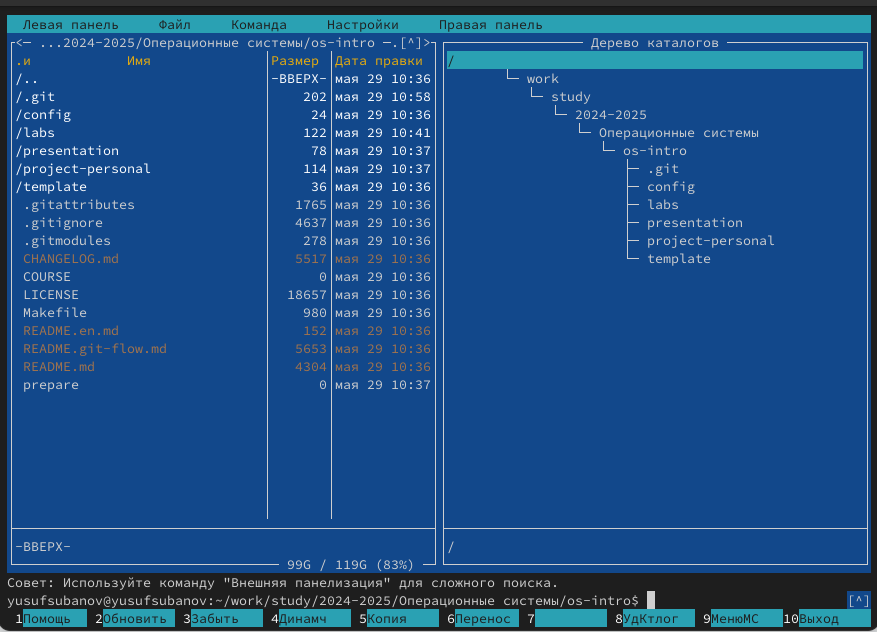 Левая панель Файл Команда Настройки Правая панель
<─ ...2024-2025/Операционные системы/os-intro ─.[^]>
.и Имя Размер Дата правки
/.. -ВВЕРХ- мая 29 10:36
/.git 202 мая 29 10:58
/config 24 мая 29 10:36
/labs 122 мая 29 10:41
/presentation 78 мая 29 10:37
/project-personal 114 мая 29 10:37
/template 36 мая 29 10:36
.gitattributes 1765 мая 29 10:36
.gitignore 4637 мая 29 10:36
.gitmodules 278 мая 29 10:36
CHANGELOG.md 5517 мая 29 10:36
COURSE 0 мая 29 10:36
LICENSE 18657 мая 29 10:36
Makefile 980 мая 29 10:36
README.en.md 152 мая 29 10:36
README.git-flow.md 5653 мая 29 10:36
README.md 4304 мая 29 10:36
prepare 0 мая 29 10:37
-ВВЕРХ-
99G / 119G (83%)
Дерево каталогов
/
work
study
2024-2025
Операционные системы
os-intro
.git
config
labs
presentation
project-personal
template
/
Совет: Используйте команду "Внешняя панелизация" для сложного поиска.
yusufsubanov@yusufsubanov:~/work/study/2024-2025/Операционные системы/os-intro$ [^]
1Помощь 2Обновить 3Забыть 4Динамч 5Копия 6Перенос 7 8УдКтлог 9МенюMC 10Выход